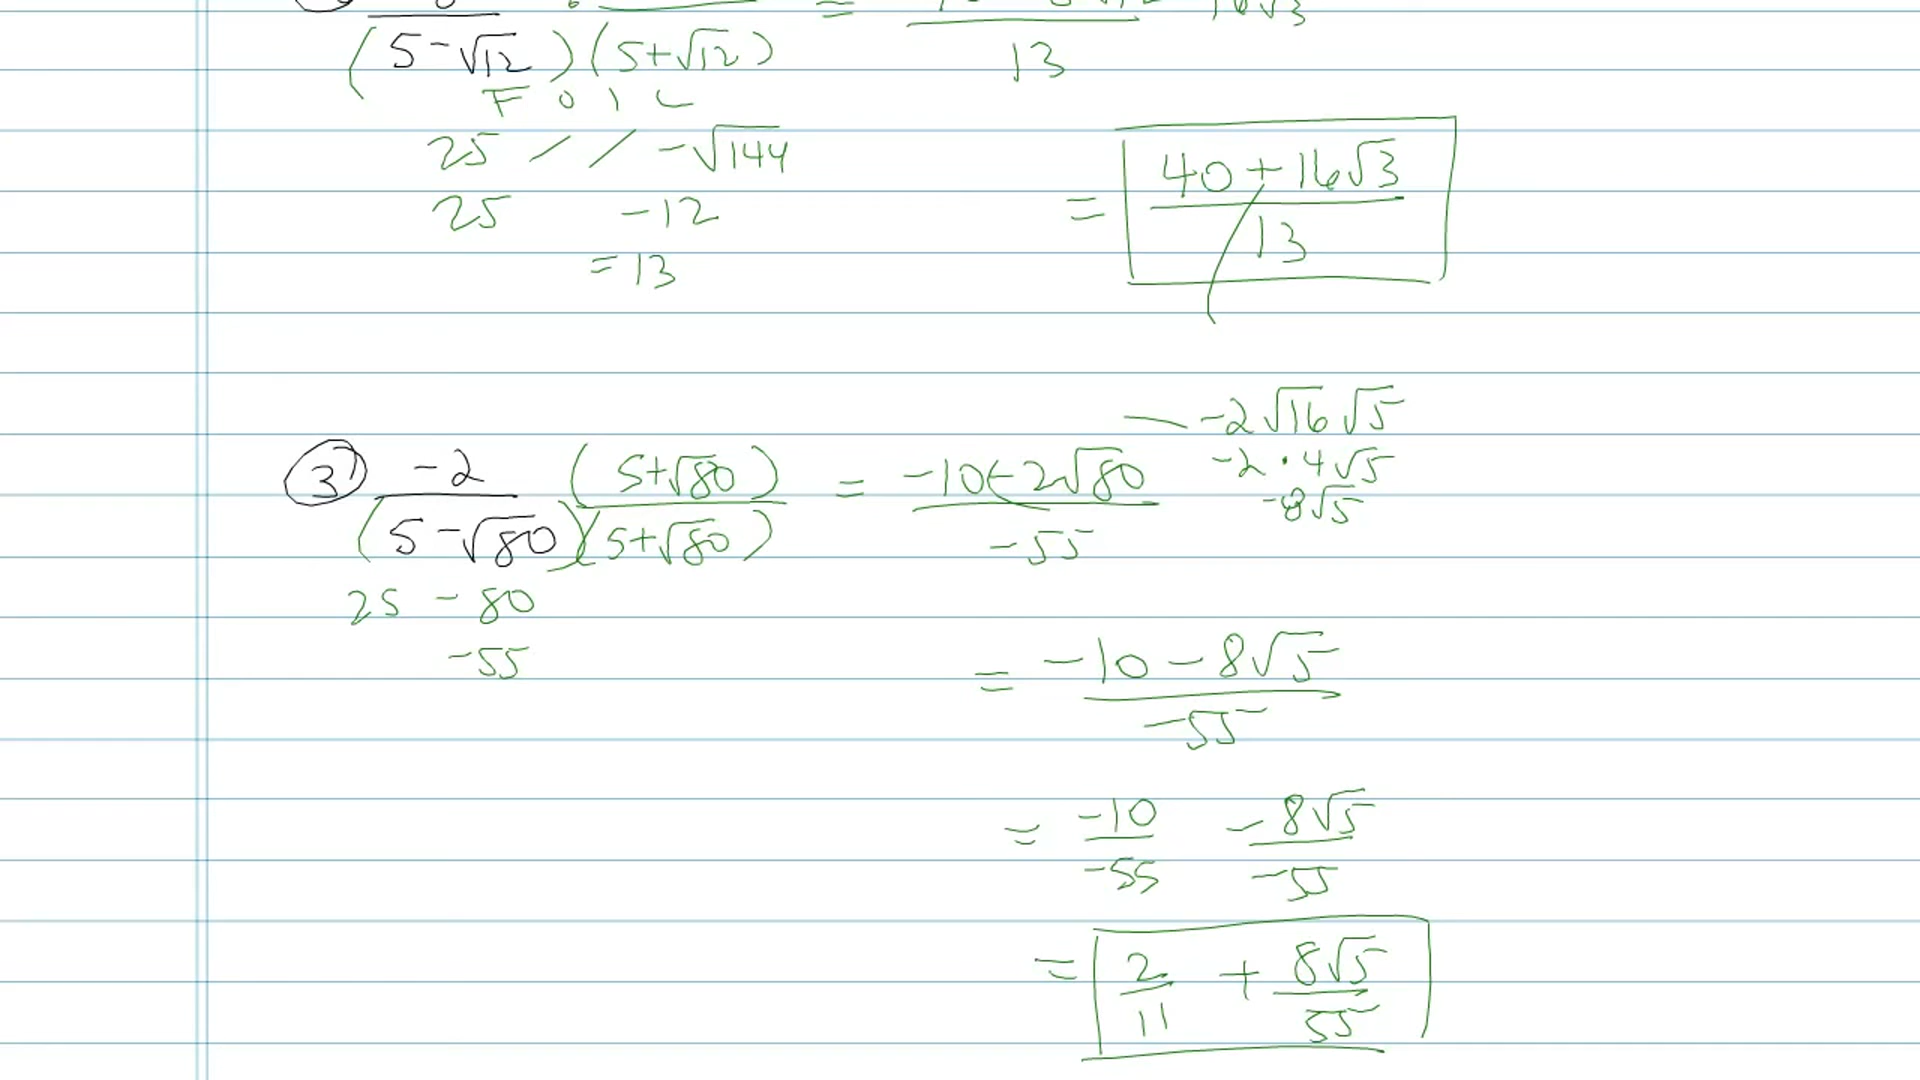 (5-√12)(5+√12)
13
F O I L
25 / / -√144
25 -12
= 13
= 40+16√3 / 13
-2√16√5
-2·4√5
-8√5
③ -2 / (5-√80) (5+√80) / (5+√80) = -10-2√80 / -55
25 - 80
-55
= -10-8√5 / -55
= -10/-55 -8√5/-55
= 2/11 + 8√5/55